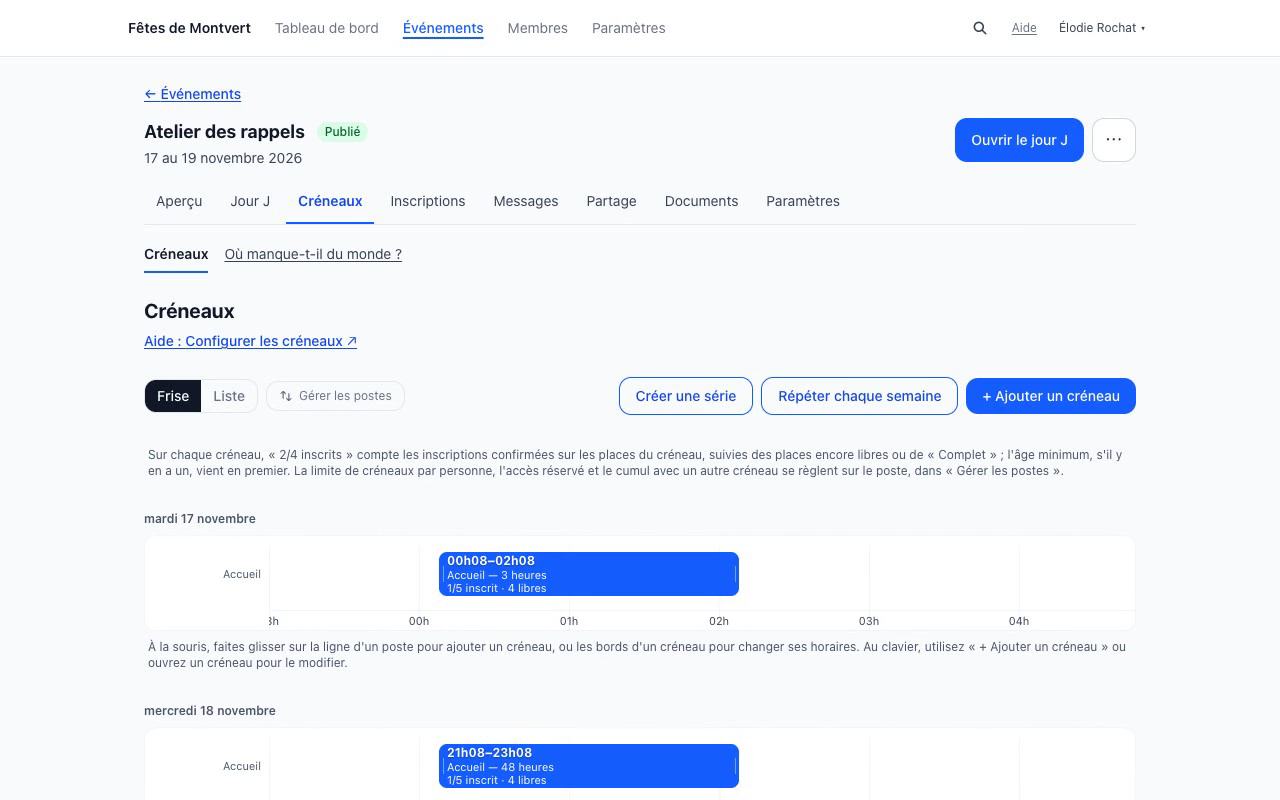 Fêtes de Montvert Tableau de bord Événements Membres Paramètres Aide Élodie Rochat
← Événements
Atelier des rappels Publié
17 au 19 novembre 2026
Ouvrir le jour J ···
Aperçu Jour J Créneaux Inscriptions Messages Partage Documents Paramètres
Créneaux Où manque-t-il du monde ?
Créneaux
Aide : Configurer les créneaux ↗
Frise Liste Gérer les postes Créer une série Répéter chaque semaine + Ajouter un créneau
Sur chaque créneau, « 2/4 inscrits » compte les inscriptions confirmées sur les places du créneau, suivies des places encore libres ou de « Complet » ; l'âge minimum, s'il y
en a un, vient en premier. La limite de créneaux par personne, l'accès réservé et le cumul avec un autre créneau se règlent sur le poste, dans « Gérer les postes ».
mardi 17 novembre
00h08–02h08
Accueil Accueil — 3 heures
1/5 inscrit · 4 libres
3h 00h 01h 02h 03h 04h
À la souris, faites glisser sur la ligne d'un poste pour ajouter un créneau, ou les bords d'un créneau pour changer ses horaires. Au clavier, utilisez « + Ajouter un créneau » ou
ouvrez un créneau pour le modifier.
mercredi 18 novembre
21h08–23h08
Accueil Accueil — 48 heures
1/5 inscrit · 4 libres